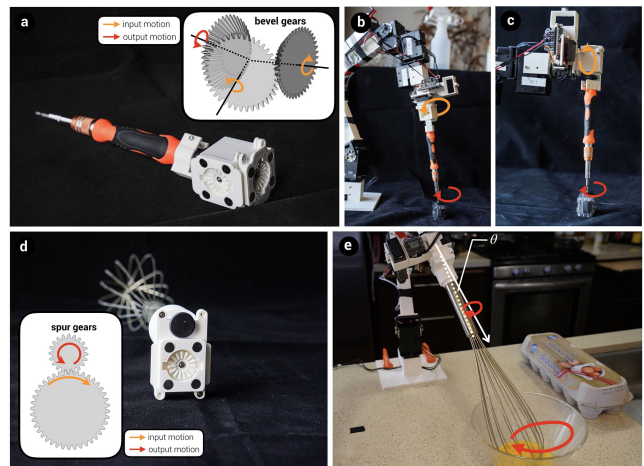 a
input motion
output motion
bevel gears
b
c
d
spur gears
input motion
output motion
e
θ